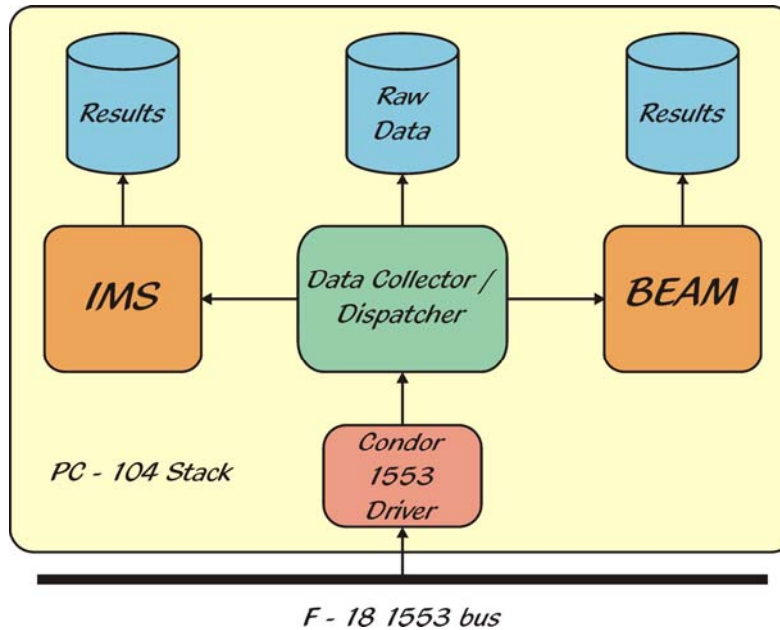 Results
Raw
Data
Results
IMS
Data Collector /
Dispatcher
BEAM
Condor
1553
Driver
PC - 104 Stack
F - 18 1553 bus